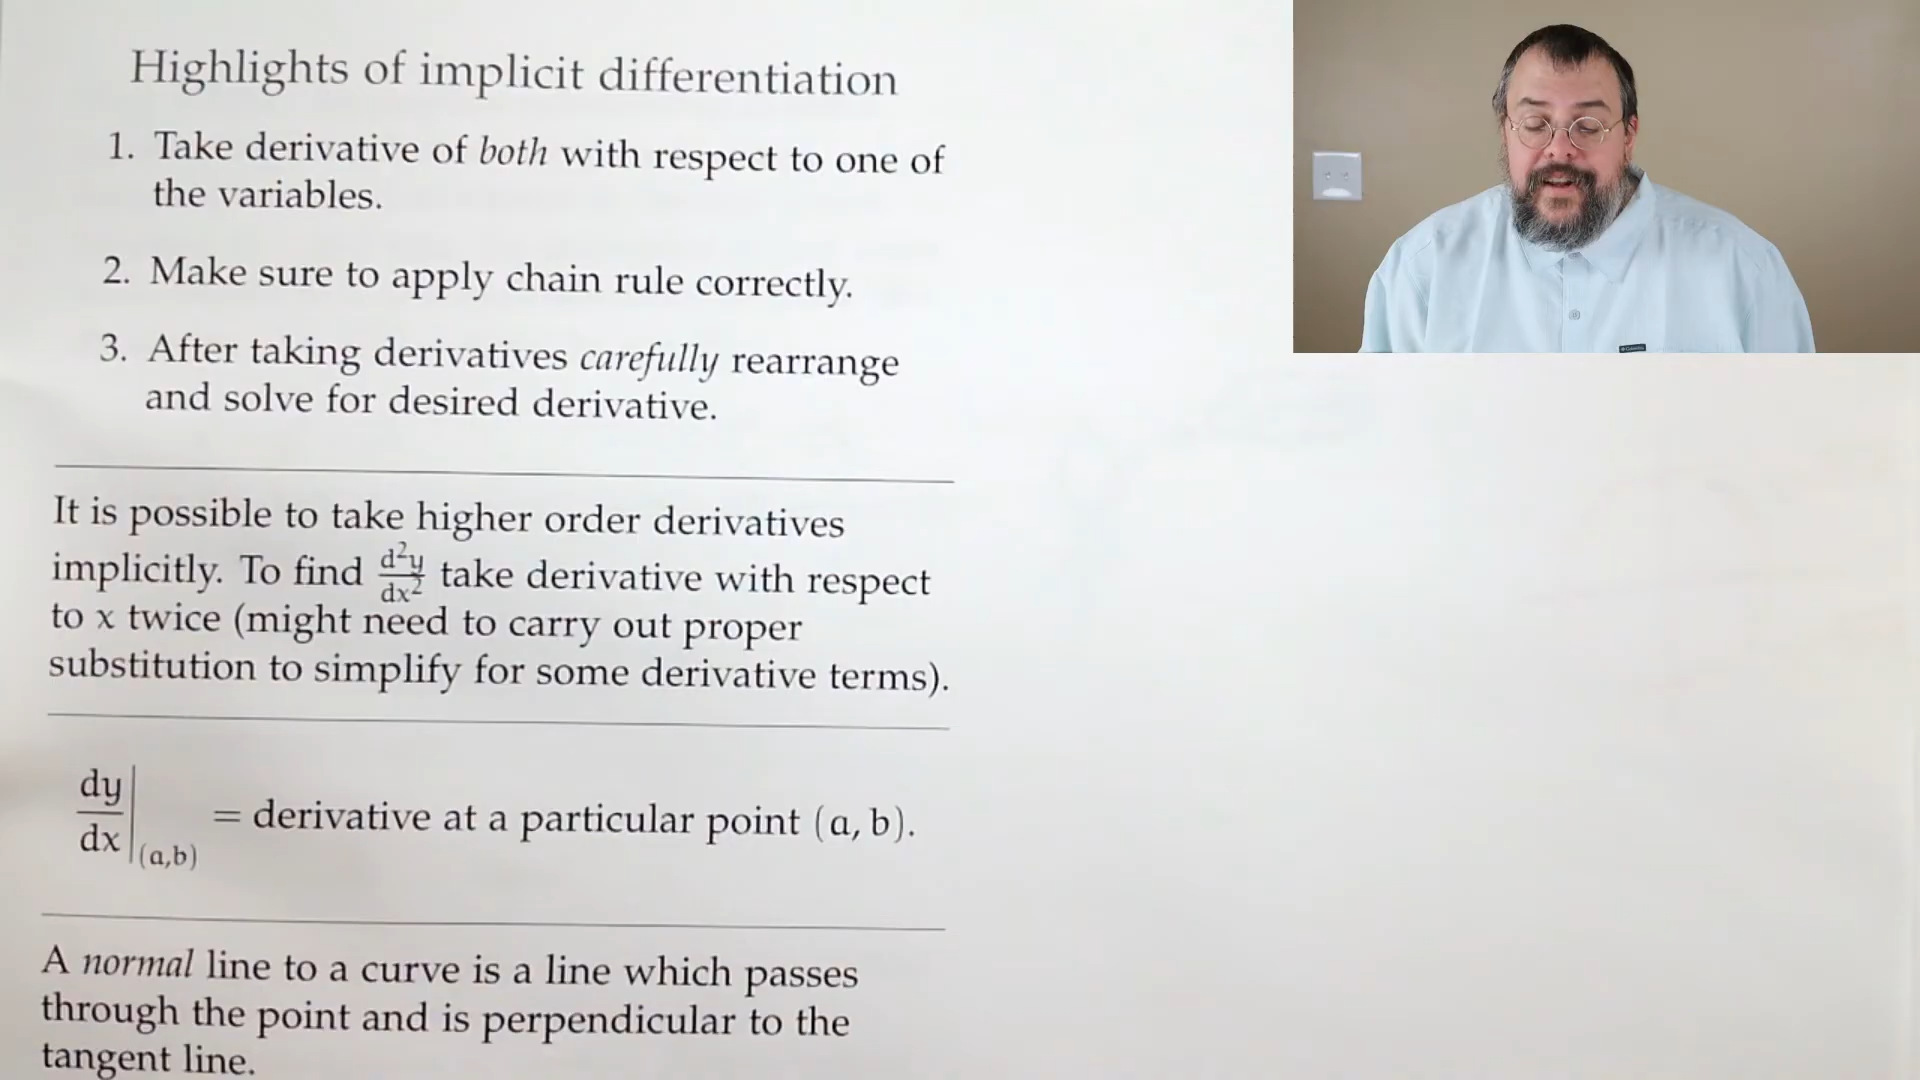 Highlights of implicit differentiation
1. Take derivative of both with respect to one of
the variables.
2. Make sure to apply chain rule correctly.
3. After taking derivatives carefully rearrange
and solve for desired derivative.
It is possible to take higher order derivatives
implicitly. To find d²y/dx² take derivative with respect
to x twice (might need to carry out proper
substitution to simplify for some derivative terms).
dy/dx|(a,b) = derivative at a particular point (a, b).
A normal line to a curve is a line which passes
through the point and is perpendicular to the
tangent line.